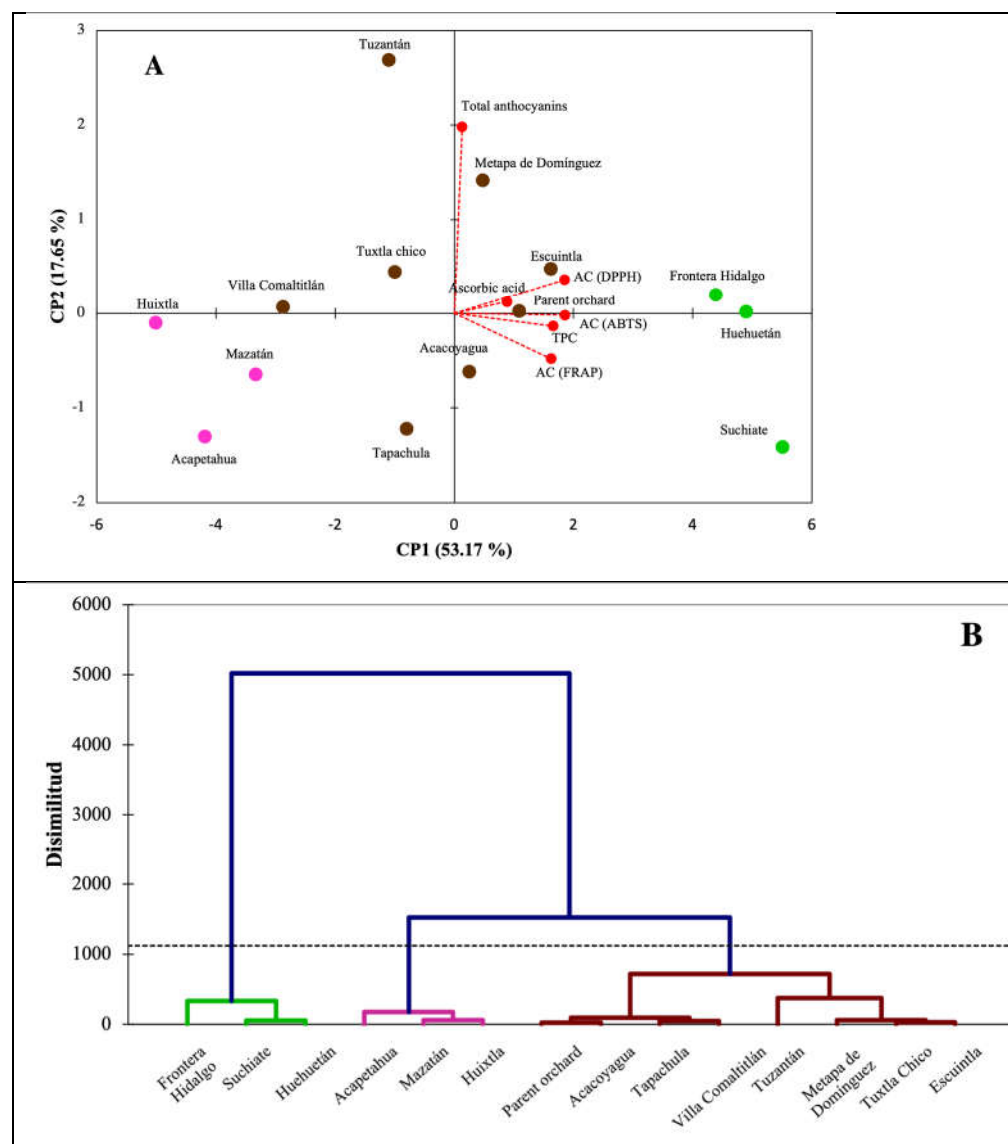 3
Tuzantán
A
Total anthocyanins
2
Metapa de Domínguez
CP2 (17.65 %)
1
Tuxtla chico
Escuintla
AC (DPPH)
Villa Comaltitlán
Ascorbic acid
Frontera Hidalgo
Huixtla
Parent orchard
0
AC (ABTS)
Huehuetán
TPC
Mazatán
Acacoyagua
AC (FRAP)
-1
Suchiate
Acapetahua
Tapachula
-2
-6 -4 -2 0 2 4 6
CP1 (53.17 %)
6000
B
5000
4000
Disimilitud
3000
2000
1000
0
Frontera
Hidalgo
Suchiate
Huehuetán
Acapetahua
Mazatán
Huixtla
Parent orchard
Acacoyagua
Tapachula
Villa Comaltitlán
Tuzantán
Metapa de
Domínguez
Tuxtla Chico
Escuintla